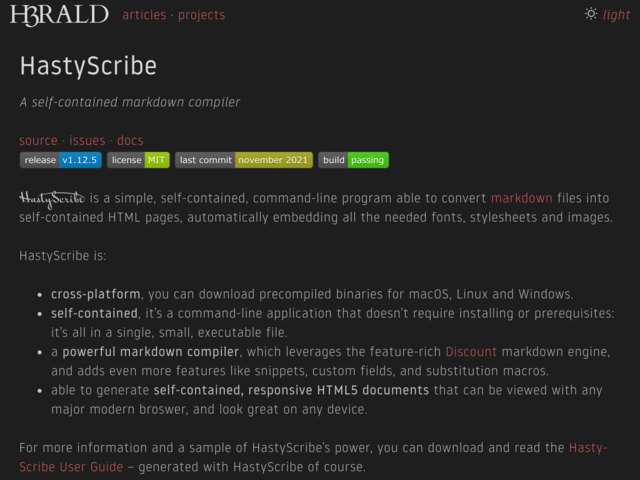 H3RALD articles · projects light
HastyScribe
A self-contained markdown compiler
source · issues · docs
release v1.12.5 license MIT last commit november 2021 build passing
HastyScribe is a simple, self-contained, command-line program able to convert markdown files into
self-contained HTML pages, automatically embedding all the needed fonts, stylesheets and images.
HastyScribe is:
• cross-platform, you can download precompiled binaries for macOS, Linux and Windows.
• self-contained, it's a command-line application that doesn't require installing or prerequisites:
it's all in a single, small, executable file.
• a powerful markdown compiler, which leverages the feature-rich Discount markdown engine,
and adds even more features like snippets, custom fields, and substitution macros.
• able to generate self-contained, responsive HTML5 documents that can be viewed with any
major modern broswer, and look great on any device.
For more information and a sample of HastyScribe's power, you can download and read the Hasty-
Scribe User Guide – generated with HastyScribe of course.